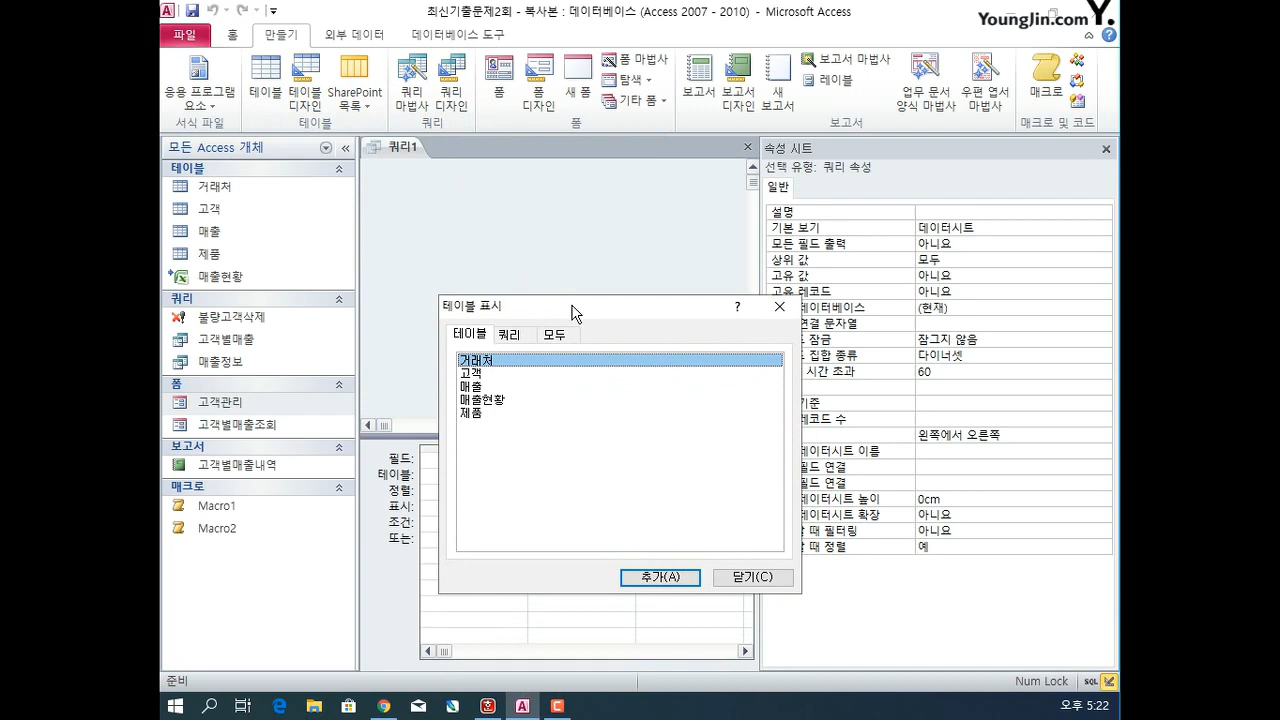 최신기출문제2회 - 복사본 : 데이터베이스 (Access 2007 - 2010) - Microsoft Access
YoungJin.com Y.
파일 홈 만들기 외부 데이터 데이터베이스 도구
응용 프로그램 요소
테이블
테이블 디자인
SharePoint 목록
쿼리 마법사
쿼리 디자인
폼
폼 디자인
새 폼
폼 마법사
탐색
기타 폼
보고서
보고서 디자인
새 보고서
보고서 마법사
레이블
업무 문서 양식 마법사
우편 엽서 마법사
매크로
서식 파일 테이블 쿼리 폼 보고서 매크로 및 코드
모든 Access 개체
테이블
거래처
고객
매출
제품
매출현황
쿼리
불량고객삭제
고객별매출
매출정보
폼
고객관리
고객별매출조회
보고서
고객별매출내역
매크로
Macro1
Macro2
쿼리1
필드:
테이블:
정렬:
표시:
조건:
또는:
테이블 표시
테이블 쿼리 모두
거래처
고객
매출
매출현황
제품
추가(A) 닫기(C)
속성 시트
선택 유형: 쿼리 속성
일반
설명
기본 보기 데이터시트
모든 필드 출력 아니요
상위 값 모두
고유 값 아니요
고유 레코드 아니요
데이터베이스 (현재)
연결 문자열
잠금 잠그지 않음
집합 종류 다이너셋
시간 초과 60
기준
레코드 수
왼쪽에서 오른쪽
데이터시트 이름
필드 연결
필드 연결
데이터시트 높이 0cm
데이터시트 확장 아니요
할 때 필터링 아니요
할 때 정렬 예
준비
Num Lock SQL
오후 5:22